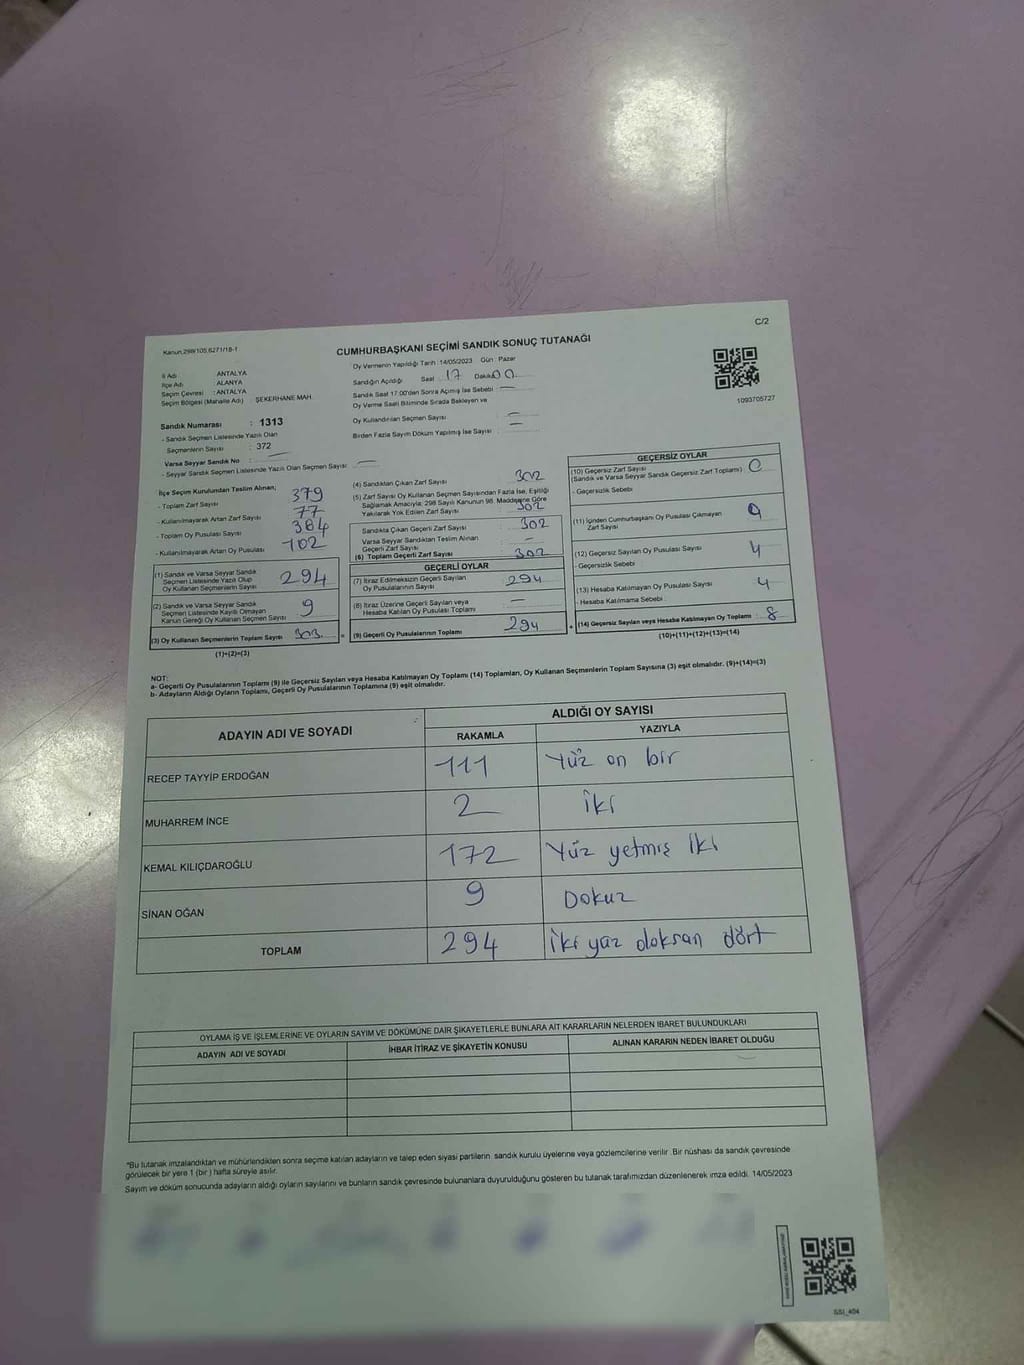 C/2
Kanun.298/105,6271/18-1
CUMHURBAŞKANI SEÇİMİ SANDIK SONUÇ TUTANAĞI
Oy Vermenin Yapıldığı Tarih :14/05/2023 Gün : Pazar
İl Adı : ANTALYA
İlçe Adı : ALANYA
Seçim Çevresi : ANTALYA
Seçim Bölgesi (Mahalle Adı) ŞEKERHANE MAH.
Sandığın Açıldığı Saat 17 Dakika 00
Sandık Saat 17.00'den Sonra Açılmış İse Sebebi : —
Oy Verme Saati Bitiminde Sırada Bekleyen ve
Oy Kullandırılan Seçmen Sayısı : —
Birden Fazla Sayım Döküm Yapılmış İse Sayısı : —
1093705727
Sandık Numarası : 1313
- Sandık Seçmen Listesinde Yazılı Olan
Seçmenlerin Sayısı : 372
Varsa Seyyar Sandık No : —
- Seyyar Sandık Seçmen Listesinde Yazılı Olan Seçmen Sayısı : —
İlçe Seçim Kurulundan Teslim Alınan;
- Toplam Zarf Sayısı 379
- Kullanılmayarak Artan Zarf Sayısı 77
- Toplam Oy Pusulası Sayısı 384
- Kullanılmayarak Artan Oy Pusulası 102
(1) Sandık ve Varsa Seyyar Sandık
Seçmen Listesinde Yazılı Olup
Oy Kullanan Seçmenlerin Sayısı 294
(2) Sandık ve Varsa Seyyar Sandık
Seçmen Listesinde Kayıtlı Olmayan
Kanun Gereği Oy Kullanan Seçmen Sayısı 9
(3) Oy Kullanan Seçmenlerin Toplam Sayısı 303
(1)+(2)=(3)
(4) Sandıktan Çıkan Zarf Sayısı 302
(5) Zarf Sayısı Oy Kullanan Seçmen Sayısından Fazla İse, Eşitliği
Sağlamak Amacıyla; 298 Sayılı Kanunun 98. Maddesine Göre
Yakılarak Yok Edilen Zarf Sayısı : 302
Sandıkta Çıkan Geçerli Zarf Sayısı : 302
Varsa Seyyar Sandıktan Teslim Alınan
Geçerli Zarf Sayısı : —
(6) Toplam Geçerli Zarf Sayısı : 302
GEÇERLİ OYLAR
(7) İtiraz Edilmeksizin Geçerli Sayılan
Oy Pusulalarının Sayısı : 294
(8) İtiraz Üzerine Geçerli Sayılan veya
Hesaba Katılan Oy Pusulası Toplamı : —
(9) Geçerli Oy Pusulalarının Toplamı : 294
GEÇERSİZ OYLAR
(10) Geçersiz Zarf Sayısı
(Sandık ve Varsa Seyyar Sandık Geçersiz Zarf Toplamı) : 0
- Geçersizlik Sebebi
(11) İçinden Cumhurbaşkanı Oy Pusulası Çıkmayan
Zarf Sayısı
(12) Geçersiz Sayılan Oy Pusulası Sayısı : 4
- Geçersizlik Sebebi
(13) Hesaba Katılmayan Oy Pusulası Sayısı : 4
- Hesaba Katılmama Sebebi :
(14) Geçersiz Sayılan veya Hesaba Katılmayan Oy Toplamı : 8
(10)+(11)+(12)+(13)=(14)
NOT:
a- Geçerli Oy Pusulalarının Toplamı (9) ile Geçersiz Sayılan veya Hesaba Katılmayan Oy Toplamı (14) Toplamları, Oy Kullanan Seçmenlerin Toplam Sayısına (3) eşit olmalıdır. (9)+(14)=(3)
b- Adayların Aldığı Oyların Toplamı, Geçerli Oy Pusulalarının Toplamına (9) eşit olmalıdır.
ADAYIN ADI VE SOYADI ALDIĞI OY SAYISI
RAKAMLA YAZIYLA
RECEP TAYYİP ERDOĞAN 111 Yüz on bir
MUHARREM İNCE 2 iki
KEMAL KILIÇDAROĞLU 172 Yüz yetmiş iki
SİNAN OĞAN 9 Dokuz
TOPLAM 294 iki yüz doksan dört
OYLAMA İŞ VE İŞLEMLERİNE VE OYLARIN SAYIM VE DÖKÜMÜNE DAİR ŞİKAYETLERLE BUNLARA AİT KARARLARIN NELERDEN İBARET BULUNDUKLARI
ADAYIN ADI VE SOYADI İHBAR İTİRAZ VE ŞİKAYETİN KONUSU ALINAN KARARIN NEDEN İBARET OLDUĞU
*Bu tutanak imzalandıktan ve mühürlendikten sonra seçime katılan adayların ve talep eden siyasi partilerin sandık kurulu üyelerine veya gözlemcilerine verilir. Bir nüshası da sandık çevresinde
görülecek bir yere 1 (bir ) hafta süreyle asılır.
Sayım ve döküm sonucunda adayların aldığı oyların sayılarını ve bunların sandık çevresinde bulunanlara duyurulduğunu gösteren bu tutanak tarafımızdan düzenlenerek imza edildi. 14/05/2023
SSI_404